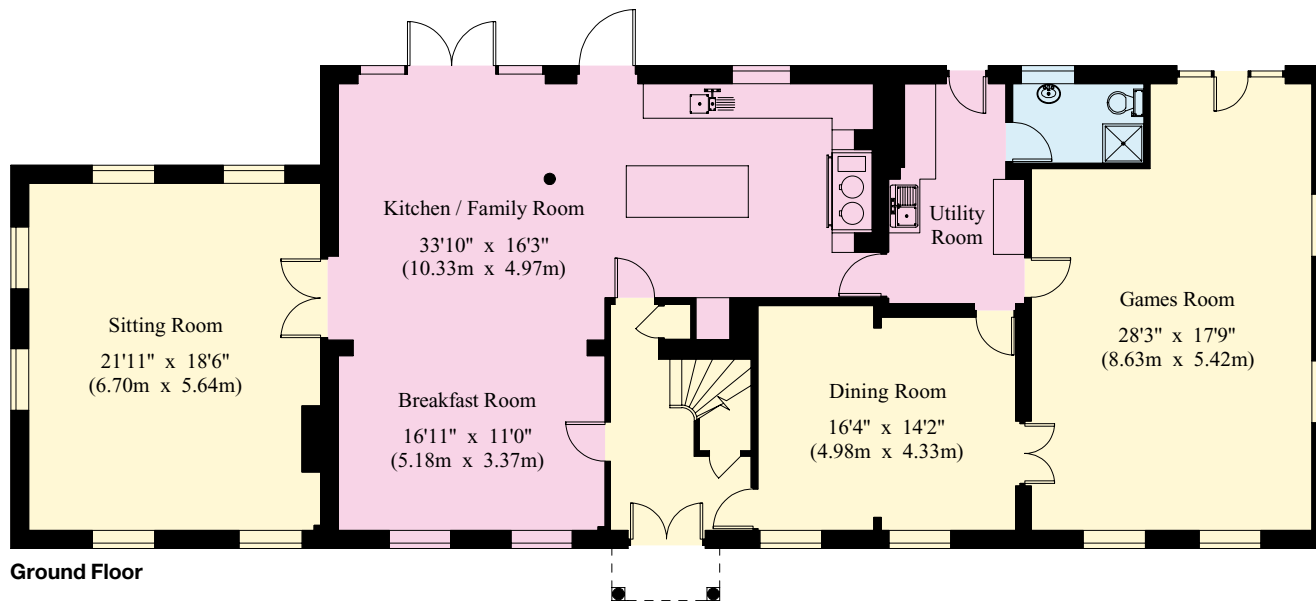 Kitchen / Family Room
33'10" x 16'3"
(10.33m x 4.97m)
Utility
Room
Sitting Room
21'11" x 18'6"
(6.70m x 5.64m)
Games Room
28'3" x 17'9"
(8.63m x 5.42m)
Breakfast Room
16'11" x 11'0"
(5.18m x 3.37m)
Dining Room
16'4" x 14'2"
(4.98m x 4.33m)
Ground Floor